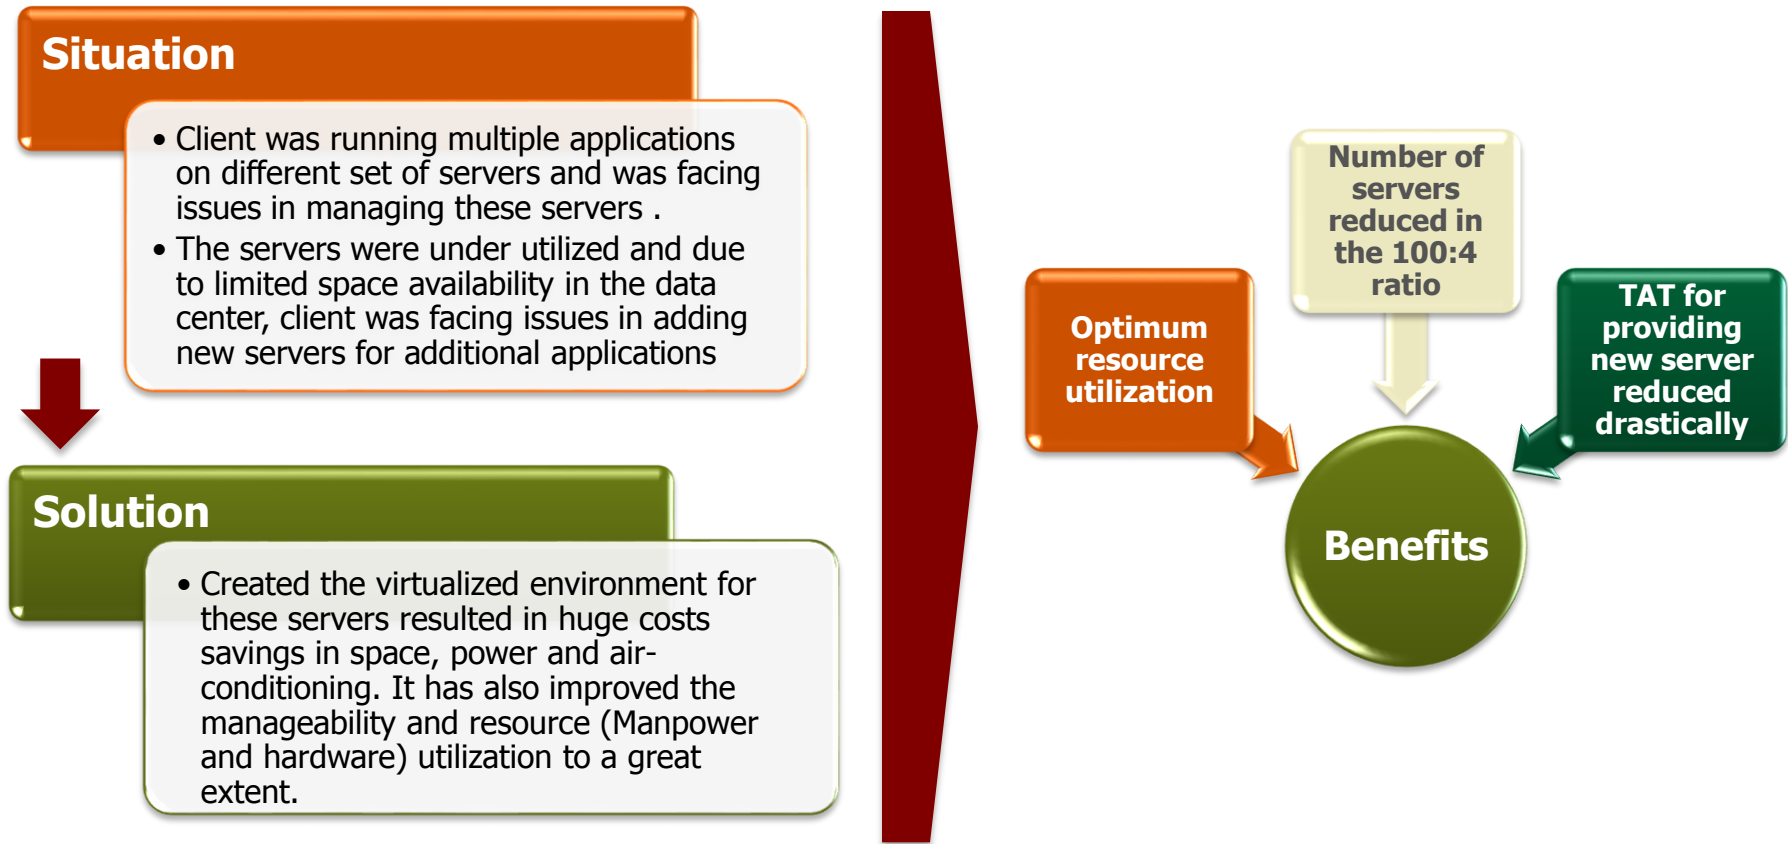 Situation
• Client was running multiple applications
on different set of servers and was facing
issues in managing these servers .
• The servers were under utilized and due
to limited space availability in the data
center, client was facing issues in adding
new servers for additional applications
Solution
• Created the virtualized environment for
these servers resulted in huge costs
savings in space, power and air-
conditioning. It has also improved the
manageability and resource (Manpower
and hardware) utilization to a great
extent.
Optimum
resource
utilization
Number of
servers
reduced in
the 100:4
ratio
TAT for
providing
new server
reduced
drastically
Benefits